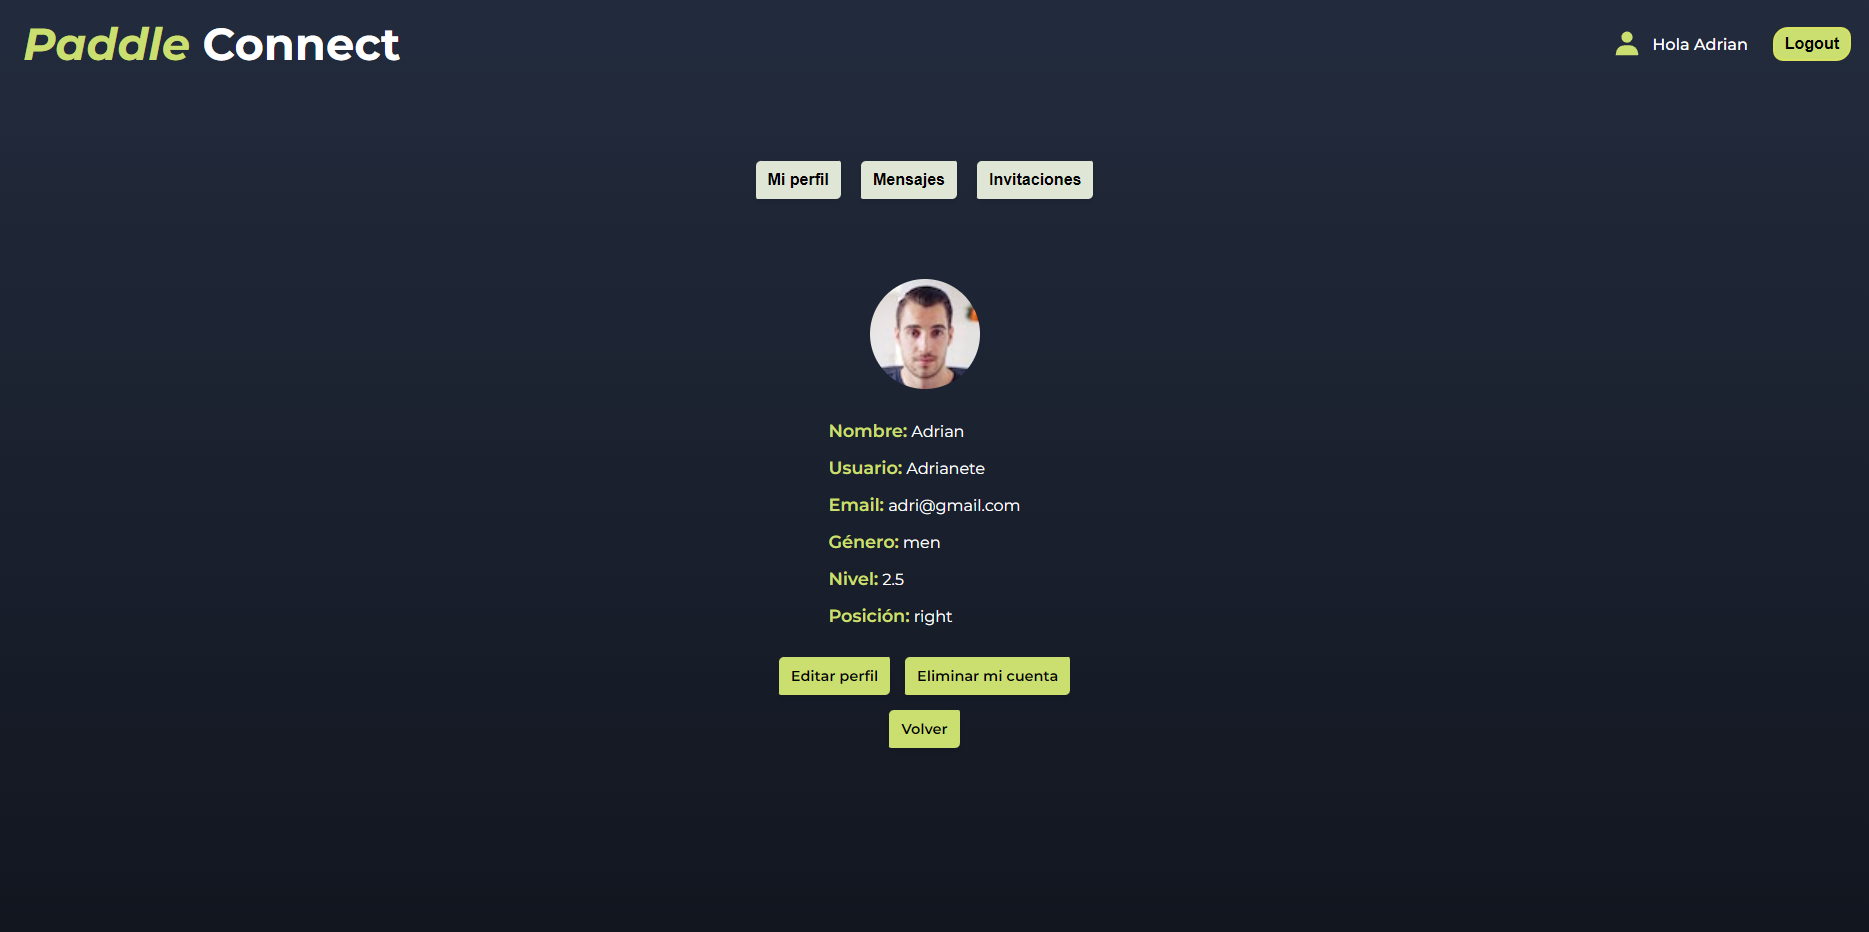 Paddle Connect
Hola Adrian
Logout
Mi perfil
Mensajes
Invitaciones
Nombre: Adrian
Usuario: Adrianete
Email: adri@gmail.com
Género: men
Nivel: 2.5
Posición: right
Editar perfil
Eliminar mi cuenta
Volver